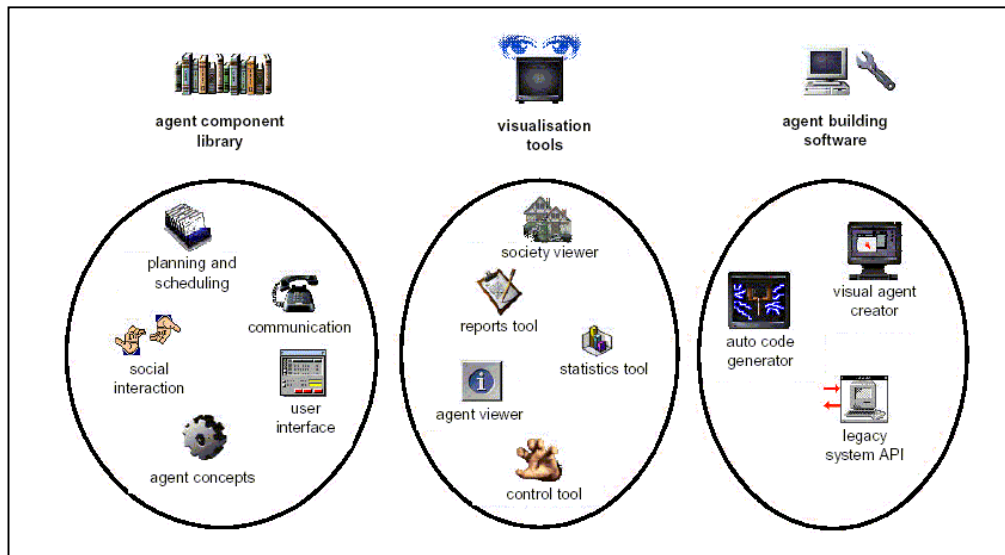 agent component
library
visualisation
tools
agent building
software
planning and
scheduling
communication
social
interaction
user
interface
agent concepts
society viewer
reports tool
statistics tool
agent viewer
control tool
visual agent
creator
auto code
generator
legacy
system API